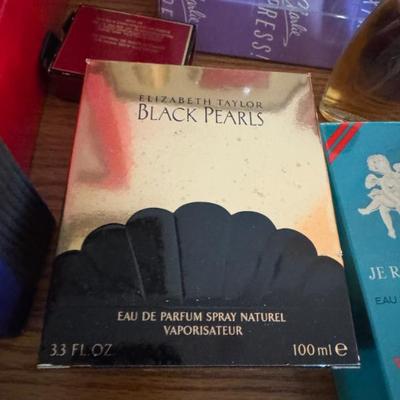 ELIZABETH TAYLOR
BLACK PEARLS
EAU DE PARFUM SPRAY NATUREL
VAPORISATEUR
3.3 FL.OZ.
100 ml e
JE R
EAU